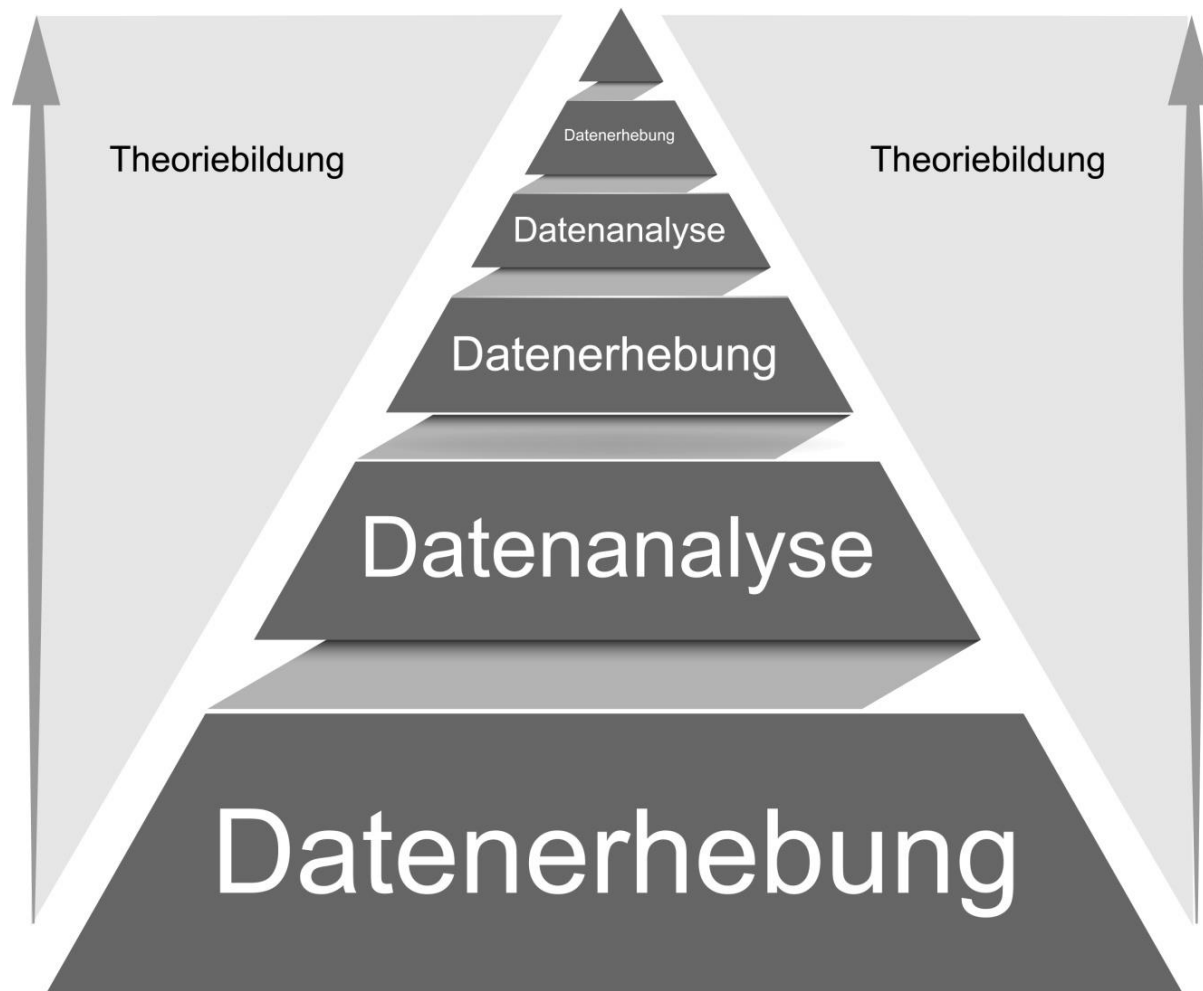 Theoriebildung
Theoriebildung
Datenerhebung
Datenanalyse
Datenerhebung
Datenanalyse
Datenerhebung